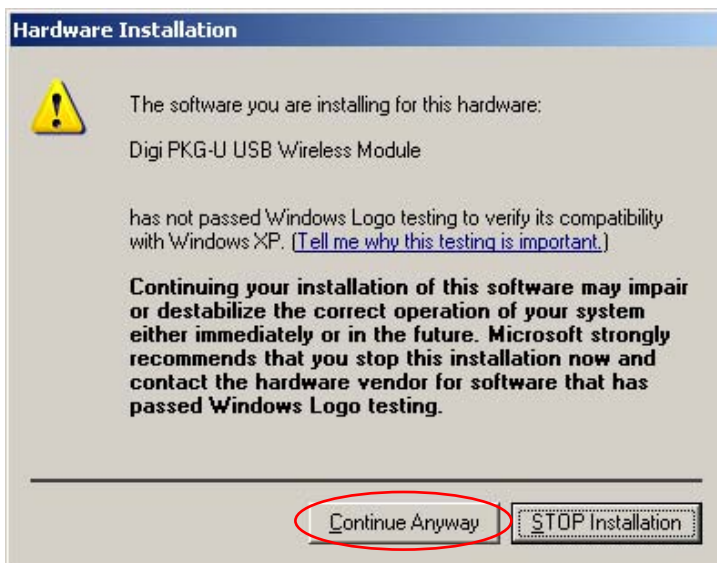 Hardware Installation
The software you are installing for this hardware:
Digi PKG-U USB Wireless Module
has not passed Windows Logo testing to verify its compatibility
with Windows XP. (Tell me why this testing is important.)
Continuing your installation of this software may impair
or destabilize the correct operation of your system
either immediately or in the future. Microsoft strongly
recommends that you stop this installation now and
contact the hardware vendor for software that has
passed Windows Logo testing.
Continue Anyway
STOP Installation